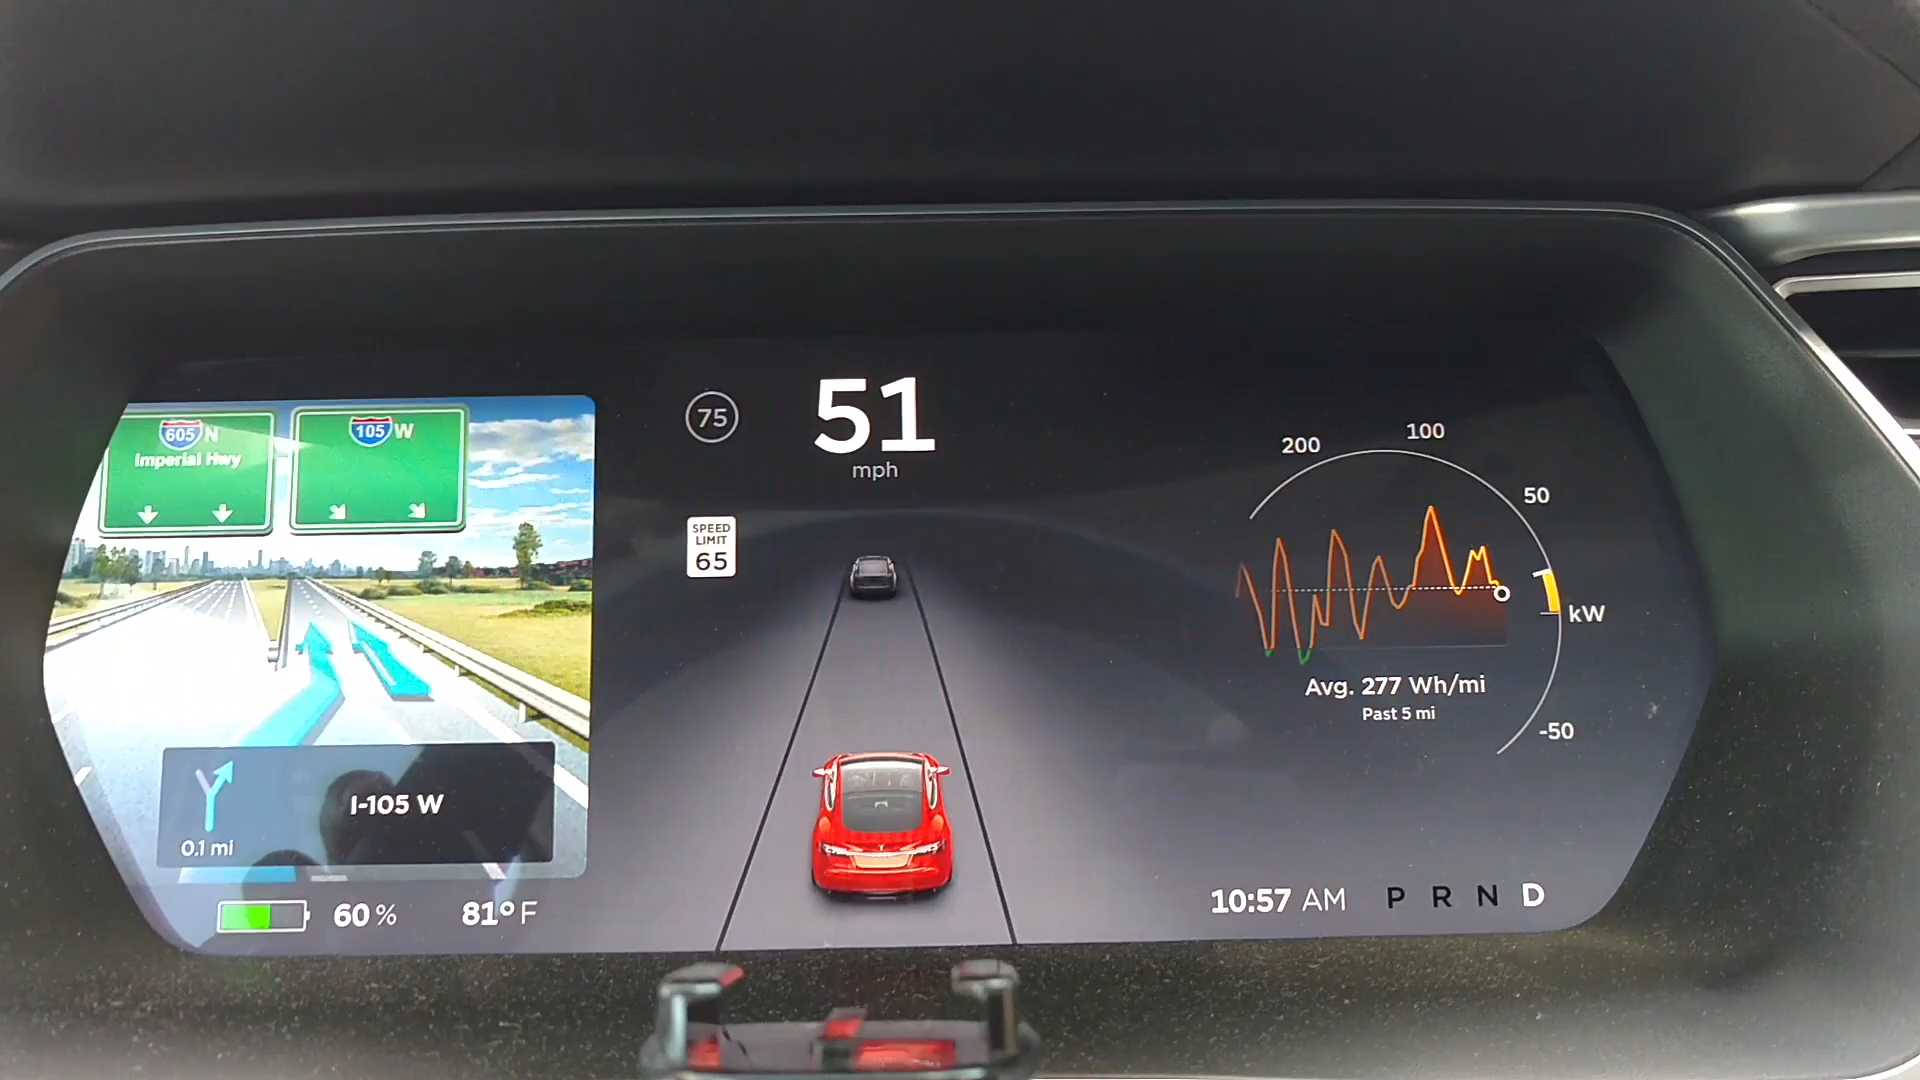 605 N
Imperial Hwy
105 W
I-105 W
0.1 mi
60 %
81° F
75
51
mph
SPEED
LIMIT
65
200
100
50
kW
-50
Avg. 277 Wh/mi
Past 5 mi
10:57 AM
P R N D